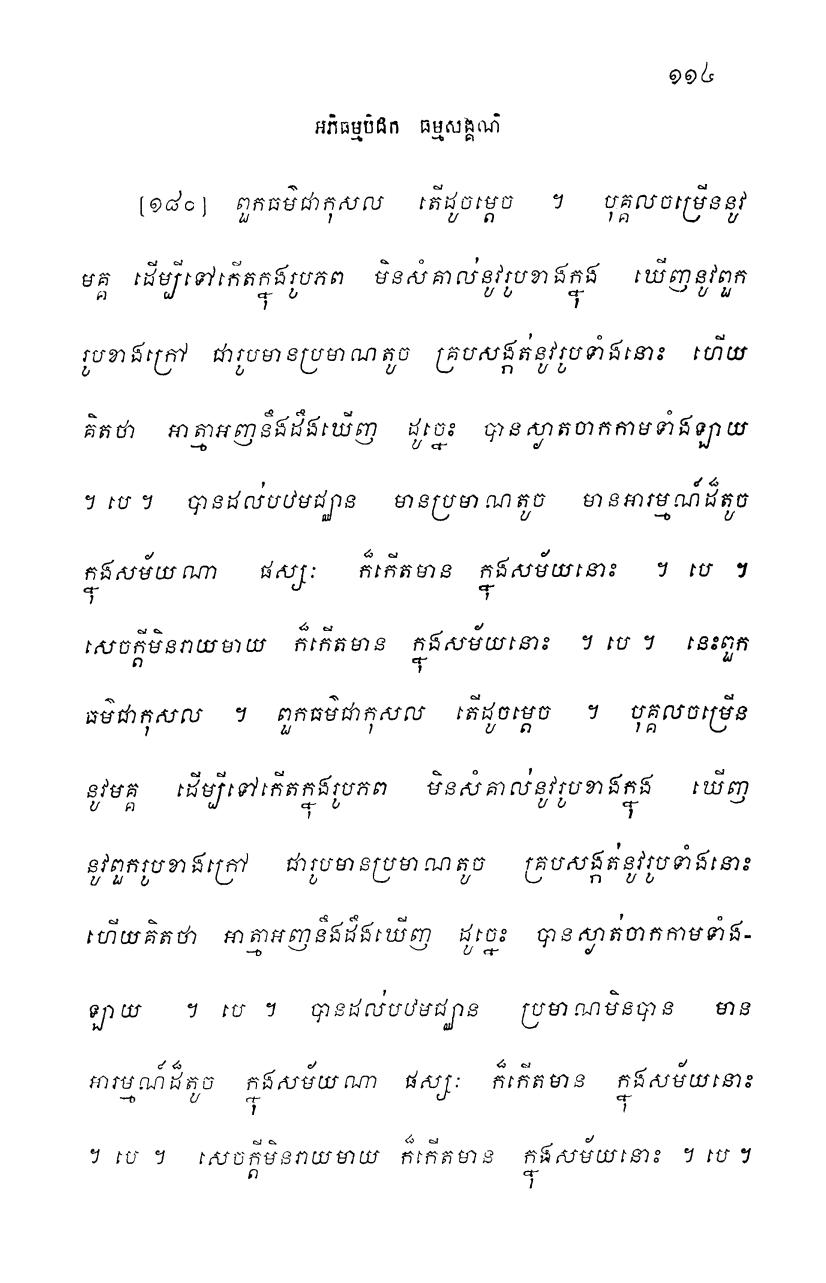 ១១៤
អភិធម្មបិដក ធម្មសង្គណិ
[១៨០] ពួកធម៌ជាកុសល តើដូចម្តេច ។ បុគ្គលចម្រើននូវ
មគ្គ ដើម្បីទៅកើតក្នុងរូបភព មិនសំគាល់នូវរូបខាងក្នុង ឃើញនូវពួក
រូបខាងក្រៅ ជារូបមានប្រមាណតូច គ្របសង្កត់នូវរូបទាំងនោះ ហើយ
គិតថា អាត្មាអញនឹងដឹងឃើញ ដូច្នេះ បានស្ងាតចាកកាមទាំងឡាយ
។ បេ ។ បានដល់បឋមជ្ឈាន មានប្រមាណតូច មានអារម្មណ៍ដ៏តូច
ក្នុងសម័យណា ផស្សៈ ក៏កើតមាន ក្នុងសម័យនោះ ។ បេ ។
សេចក្តីមិនរាយមាយ ក៏កើតមាន ក្នុងសម័យនោះ ។ បេ ។ នេះពួក
ធម៌ជាកុសល ។ ពួកធម៌ជាកុសល តើដូចម្តេច ។ បុគ្គលចម្រើន
នូវមគ្គ ដើម្បីទៅកើតក្នុងរូបភព មិនសំគាល់នូវរូបខាងក្នុង ឃើញ
នូវពួករូបខាងក្រៅ ជារូបមានប្រមាណតូច គ្របសង្កត់នូវរូបទាំងនោះ
ហើយគិតថា អាត្មាអញនឹងដឹងឃើញ ដូច្នេះ បានស្ងាត់ចាកកាមទាំង-
ឡាយ ។ បេ ។ បានដល់បឋមជ្ឈាន ប្រមាណមិនបាន មាន
អារម្មណ៍ដ៏តូច ក្នុងសម័យណា ផស្សៈ ក៏កើតមាន ក្នុងសម័យនោះ
។ បេ ។ សេចក្តីមិនរាយមាយ ក៏កើតមាន ក្នុងសម័យនោះ ។ បេ ។